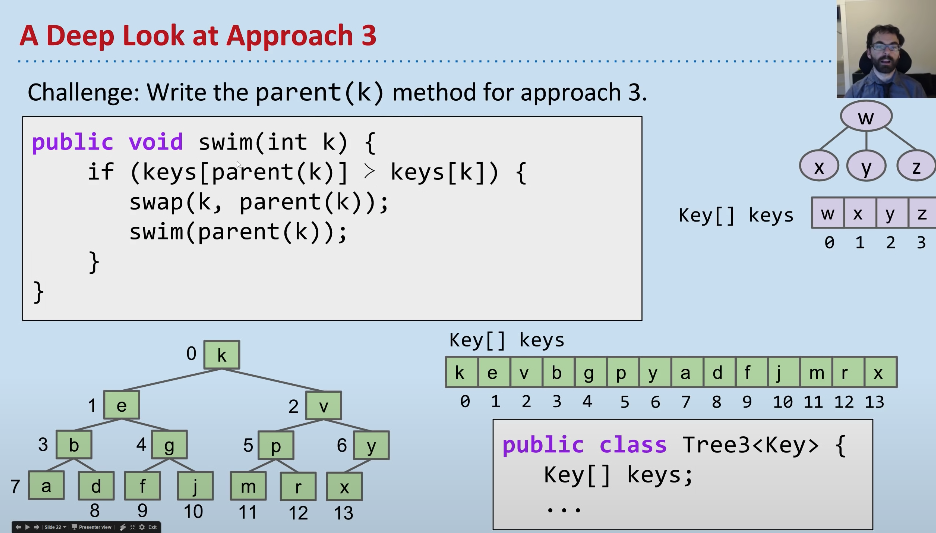 A Deep Look at Approach 3
Challenge: Write the parent(k) method for approach 3.
public void swim(int k) {
if (keys[parent(k)] > keys[k]) {
swap(k, parent(k));
swim(parent(k));
}
}
w
x y z
Key[] keys w x y z
0 1 2 3
0 k
1 e 2 v
3 b 4 g 5 p 6 y
7 a d f j m r x
8 9 10 11 12 13
Key[] keys
k e v b g p y a d f j m r x
0 1 2 3 4 5 6 7 8 9 10 11 12 13
public class Tree3<Key> {
Key[] keys;
...
Slide 22 Presenter view Exit